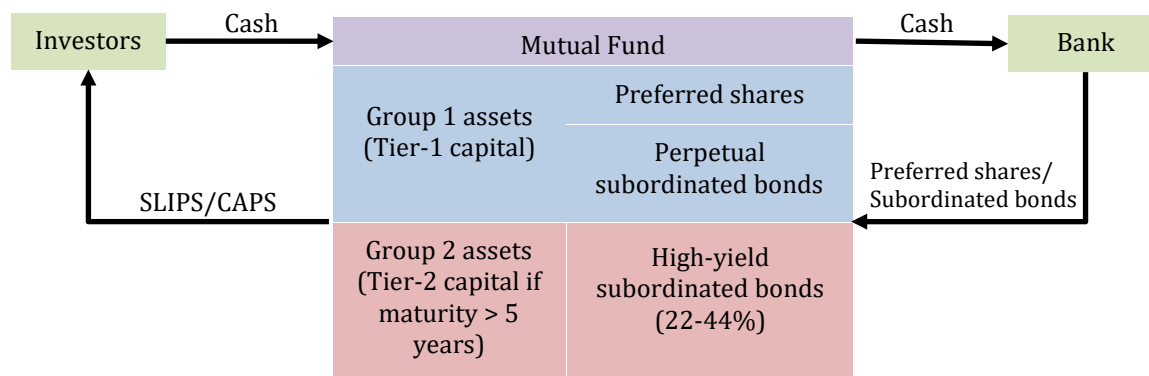 Investors
Cash
Mutual Fund
Cash
Bank
Group 1 assets
(Tier-1 capital)
Preferred shares
Perpetual
subordinated bonds
SLIPS/CAPS
Preferred shares/
Subordinated bonds
Group 2 assets
(Tier-2 capital if
maturity > 5
years)
High-yield
subordinated bonds
(22-44%)